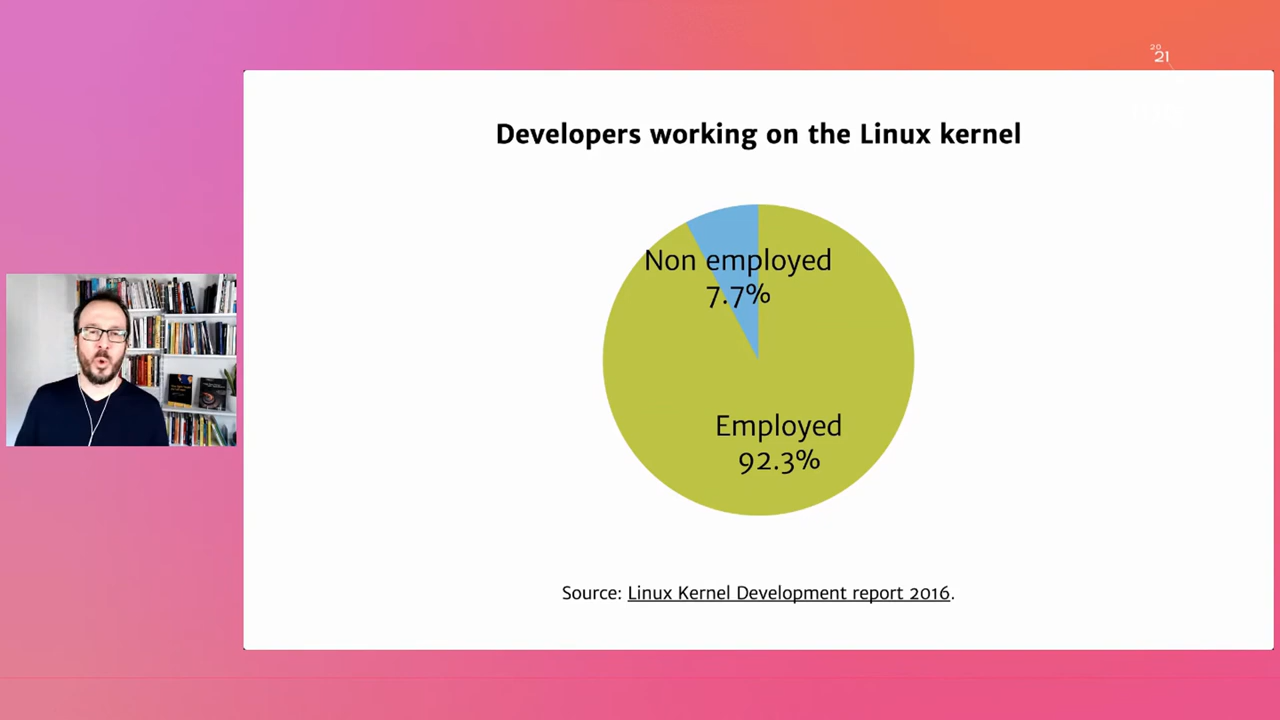 20
21
Developers working on the Linux kernel
Non employed
7.7%
Employed
92.3%
Source: Linux Kernel Development report 2016.